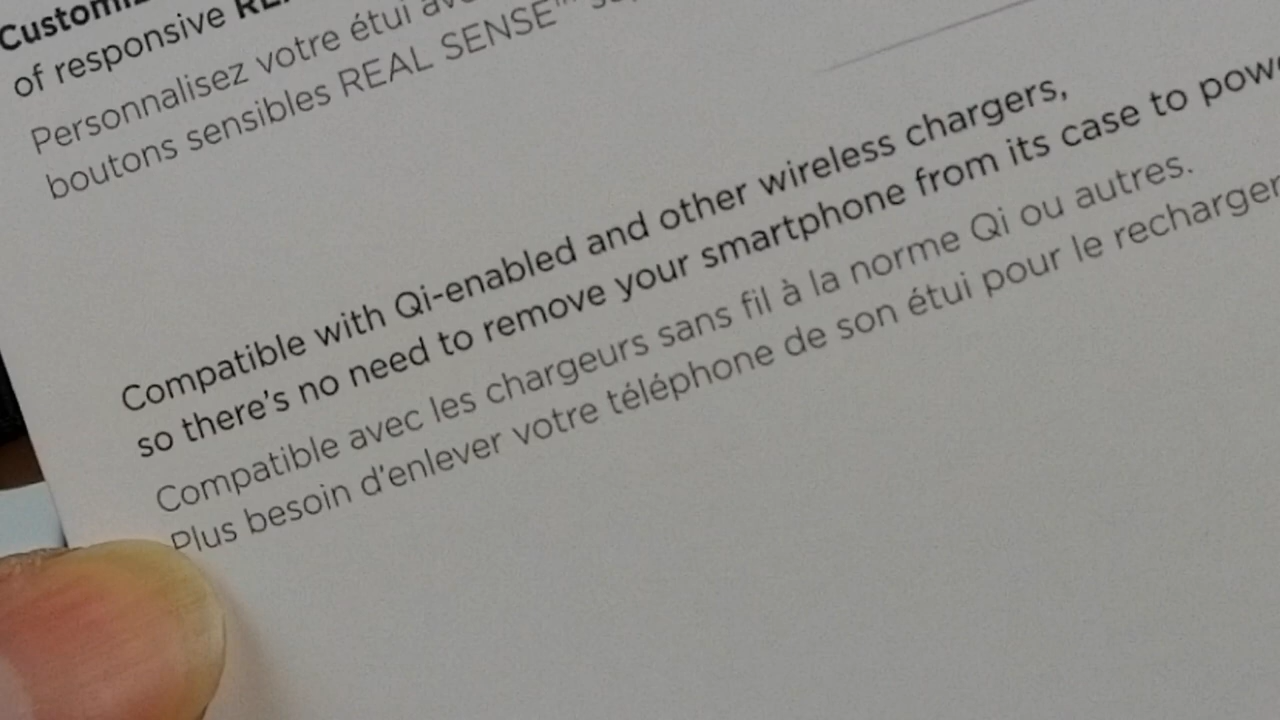 of responsive
Personnalisez votre étui
boutons sensibles REAL SENSE™
Compatible with Qi-enabled and other wireless chargers,
so there's no need to remove your smartphone from its case to
Compatible avec les chargeurs sans fil à la norme Qi ou autres.
Plus besoin d'enlever votre téléphone de son étui pour le recharger